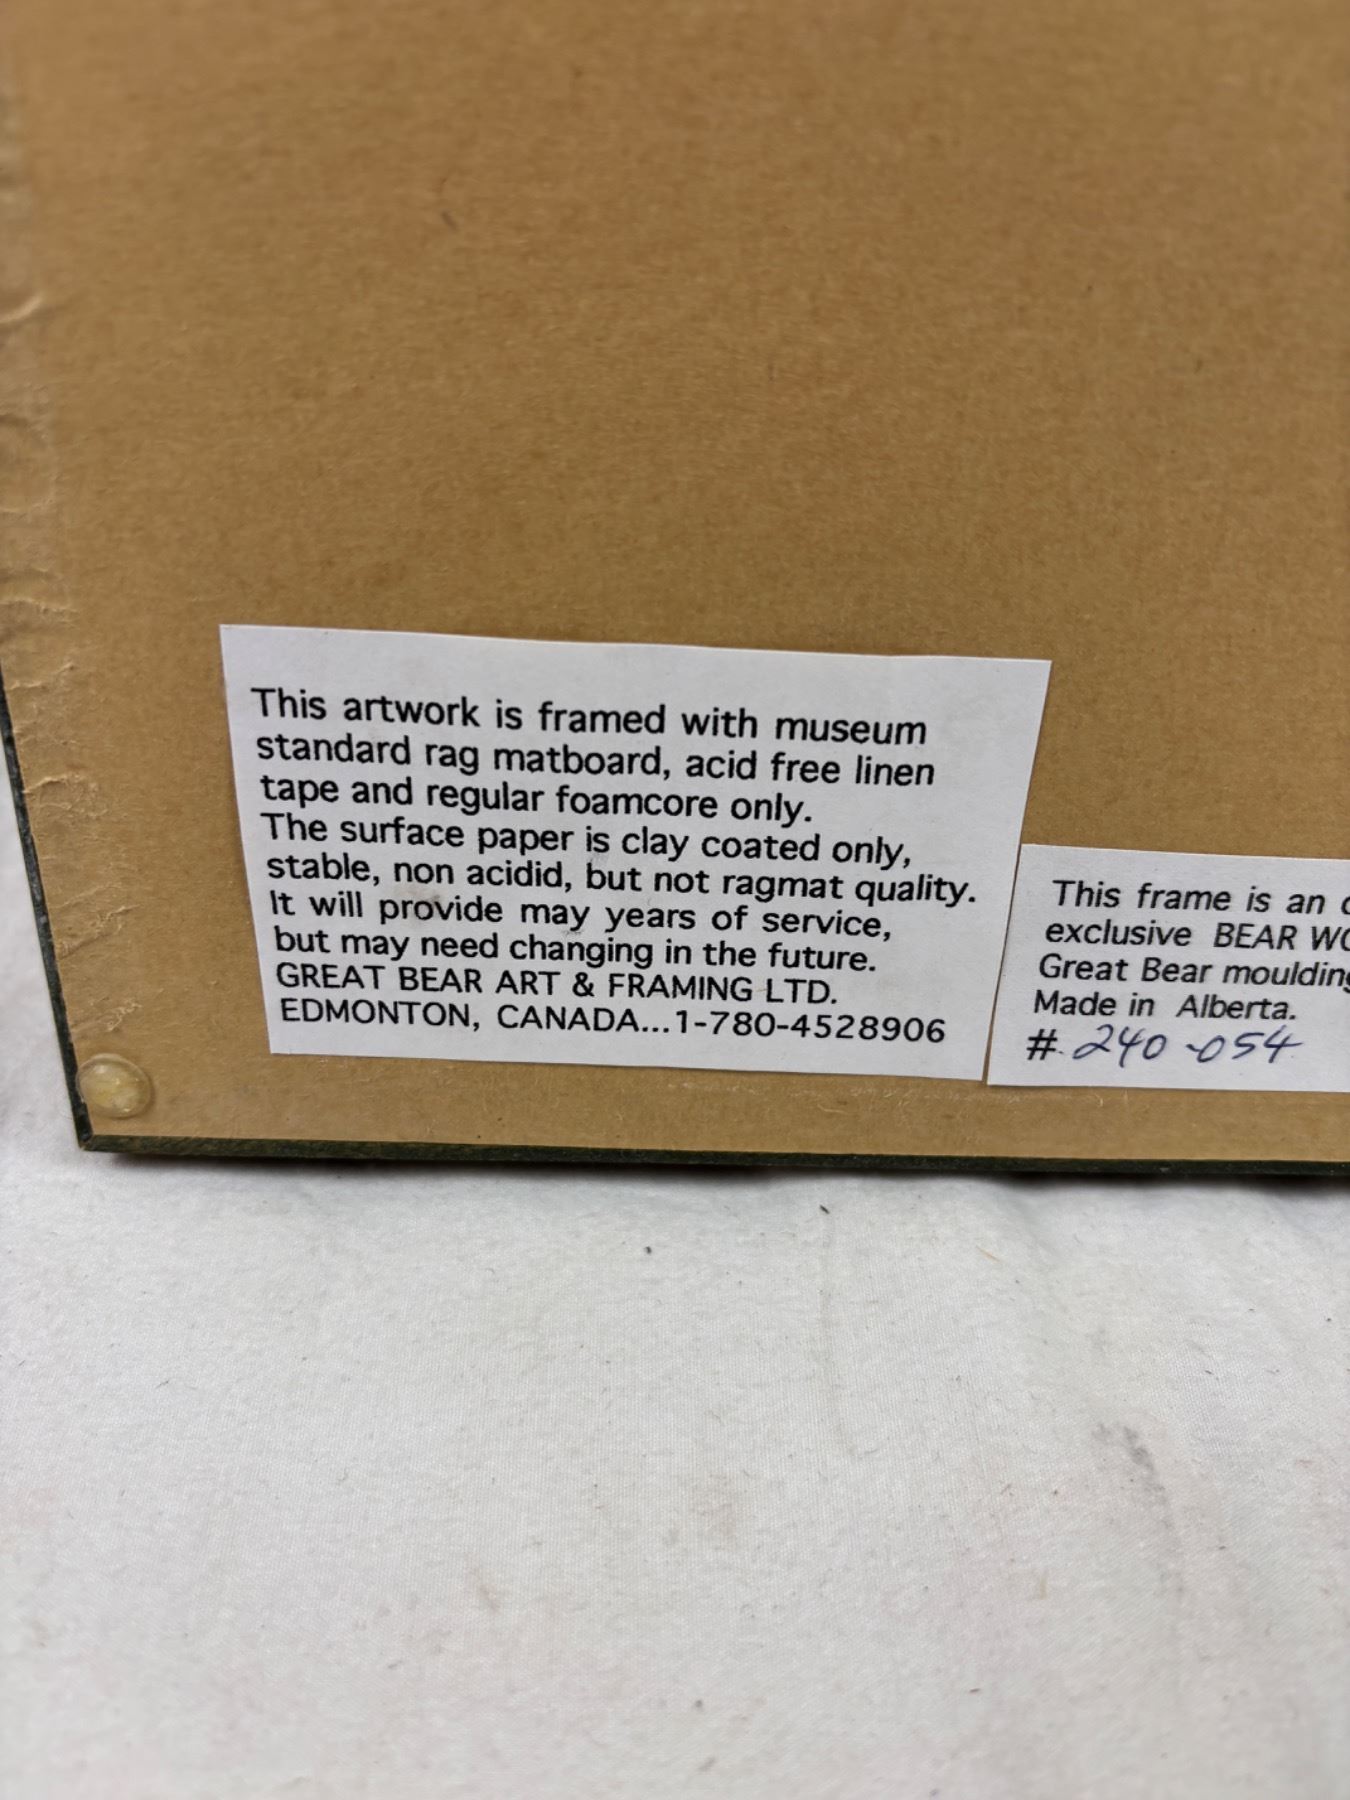 This artwork is framed with museum
standard rag matboard, acid free linen
tape and regular foamcore only.
The surface paper is clay coated only,
stable, non acidid, but not ragmat quality.
It will provide may years of service,
but may need changing in the future.
GREAT BEAR ART & FRAMING LTD.
EDMONTON, CANADA...1-780-4528906
This frame is an
exclusive BEAR
Great Bear moulding
Made in Alberta.
# 240-054